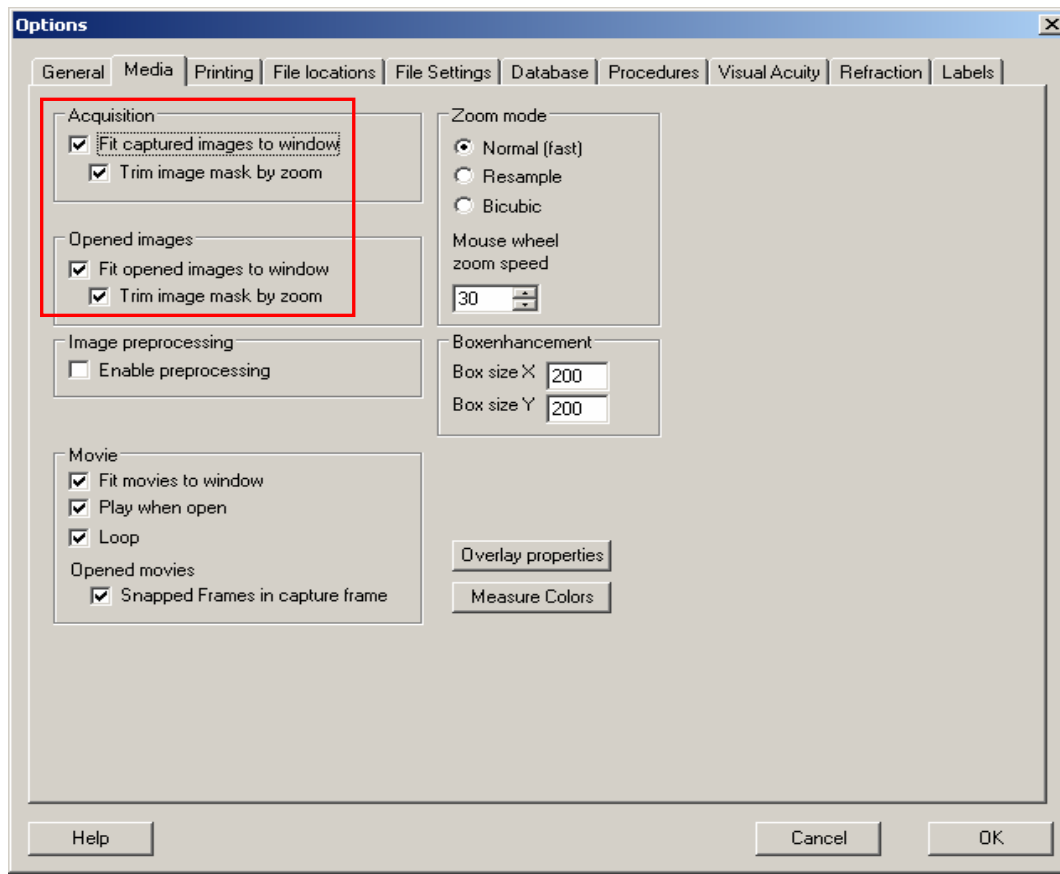 Options
General Media Printing File locations File Settings Database Procedures Visual Acuity Refraction Labels
Acquisition
Fit captured images to window
Trim image mask by zoom
Opened images
Fit opened images to window
Trim image mask by zoom
Image preprocessing
Enable preprocessing
Movie
Fit movies to window
Play when open
Loop
Opened movies
Snapped Frames in capture frame
Zoom mode
Normal (fast)
Resample
Bicubic
Mouse wheel
zoom speed
30
Boxenhancement
Box size X 200
Box size Y 200
Overlay properties
Measure Colors
Help Cancel OK